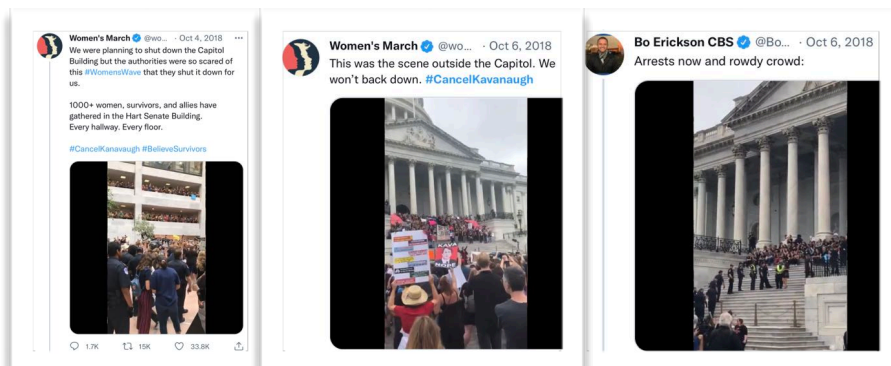 Women's March @wo... · Oct 4, 2018 ...
We were planning to shut down the Capitol
Building but the authorities were so scared of
this #WomensWave that they shut it down for
us.
1000+ women, survivors, and allies have
gathered in the Hart Senate Building.
Every hallway. Every floor.
#CancelKanavaugh #BelieveSurvivors
1.7K 15K 33.8K
Women's March @wo... · Oct 6, 2018
This was the scene outside the Capitol. We
won't back down. #CancelKavanaugh
KAVA
NOPE
Bo Erickson CBS @Bo... · Oct 6, 2018
Arrests now and rowdy crowd: